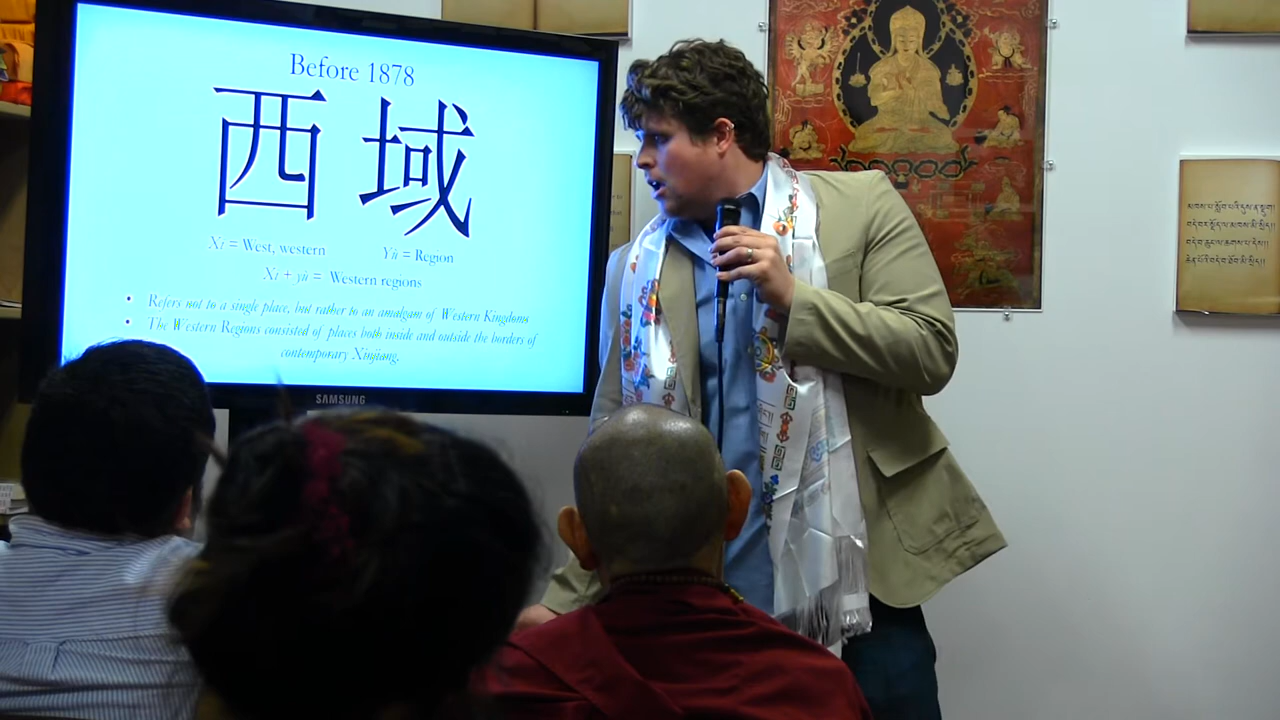 Before 1878
西域
Xī = West, western
Yù = Region
Xī + yù = Western regions
• Refers not to a single place, but rather to an amalgam of Western Kingdoms
• The Western Regions consisted of places both inside and outside the borders of
contemporary Xinjiang.
SAMSUNG